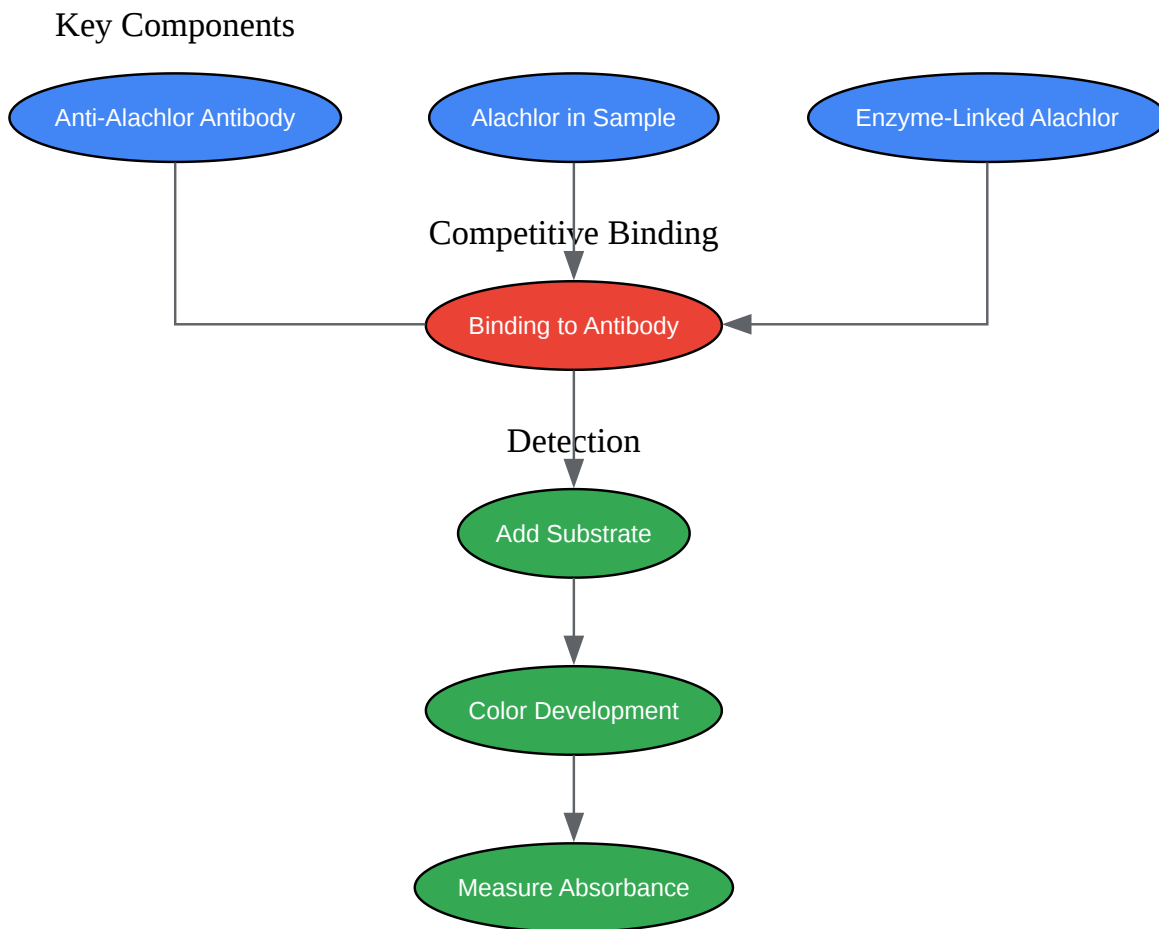 Key Components
Anti-Alachlor Antibody
Alachlor in Sample
Enzyme-Linked Alachlor
Competitive Binding
Binding to Antibody
Detection
Add Substrate
Color Development
Measure Absorbance